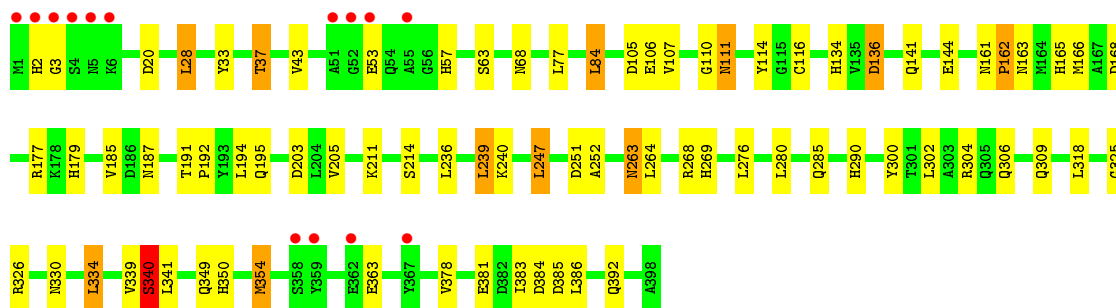 M1 H2 G3 S4 N5 K6 D20 L28 Y33 T37 V43 A51 G52 E53 Q54 A55 G56 H57 S63 N68 L77 L84 D105 E106 V107 G110 N111 Y114 G115 C116 H134 V135 D136 Q141 E144 N161 P162 N163 M164 H165 M166 A167 D168
R177 K178 H179 V185 D186 N187 T191 P192 Y193 L194 Q195 D203 L204 V205 K211 S214 L236 L239 K240 L247 D251 A252 N263 L264 R268 H269 L276 L280 Q285 H290 Y300 T301 L302 A303 R304 Q305 Q306 Q309 L318 G325
R326 N330 L334 V339 S340 L341 Q349 H350 M354 S358 Y359 E362 E363 Y367 V378 E381 D382 I383 D384 D385 L386 Q392 A398